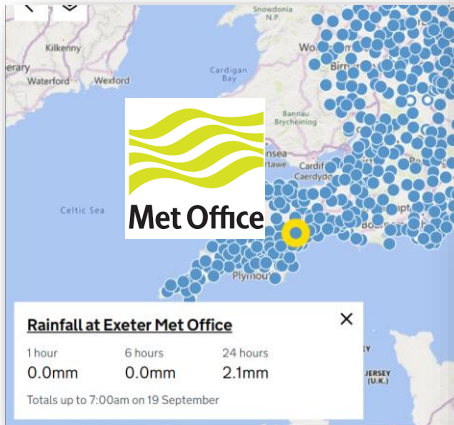 Snowdonia
N.P.
Kilkenny
Waterford
Wexford
Cardigan
Bay
Bannau
Brycheiniog
Cardiff
Caerdydd
Celtic Sea
Met Office
Plymouth
Rainfall at Exeter Met Office
1 hour
6 hours
24 hours
0.0mm
0.0mm
2.1mm
Totals up to 7:00am on 19 September
JERSEY
(U.K.)